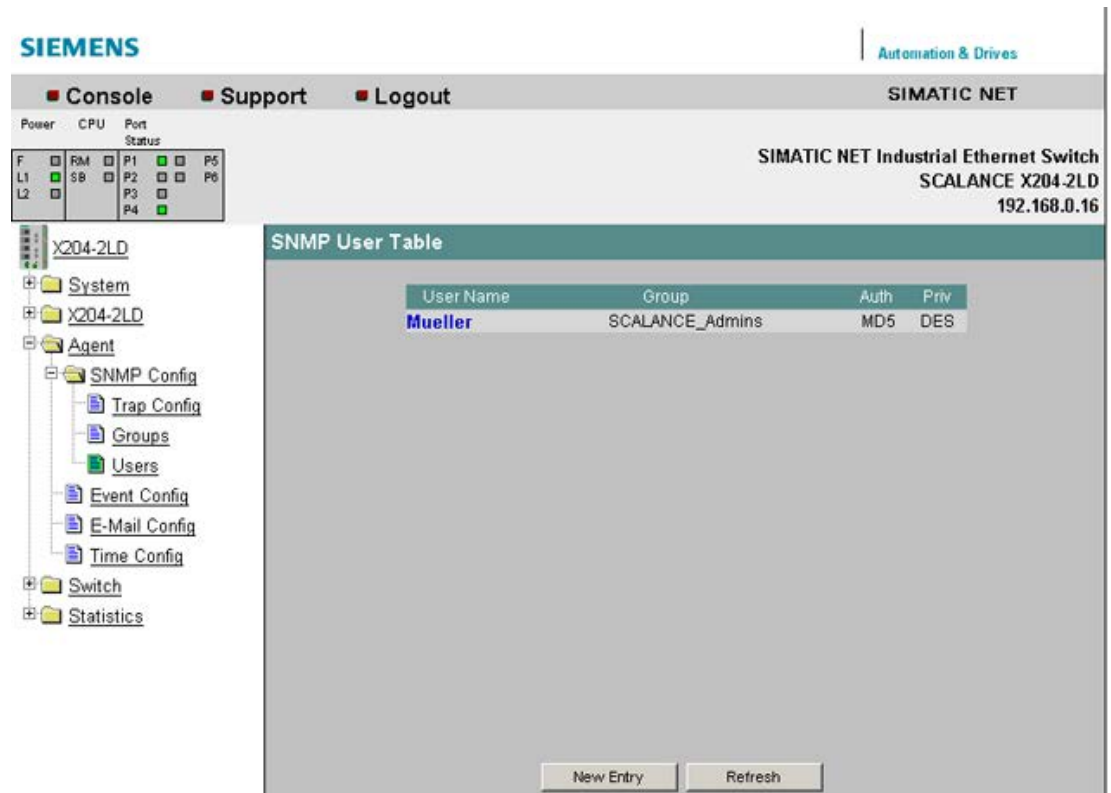 SIEMENS
Automation & Drives
Console Support Logout SIMATIC NET
Power CPU Port Status
F RM P1 P5
L1 SB P2 P6
L2 P3
P4
SIMATIC NET Industrial Ethernet Switch
SCALANCE X204-2LD
192.168.0.16
X204-2LD
System
X204-2LD
Agent
SNMP Config
Trap Config
Groups
Users
Event Config
E-Mail Config
Time Config
Switch
Statistics
SNMP User Table
User Name Group Auth Priv
Mueller SCALANCE_Admins MD5 DES
New Entry Refresh